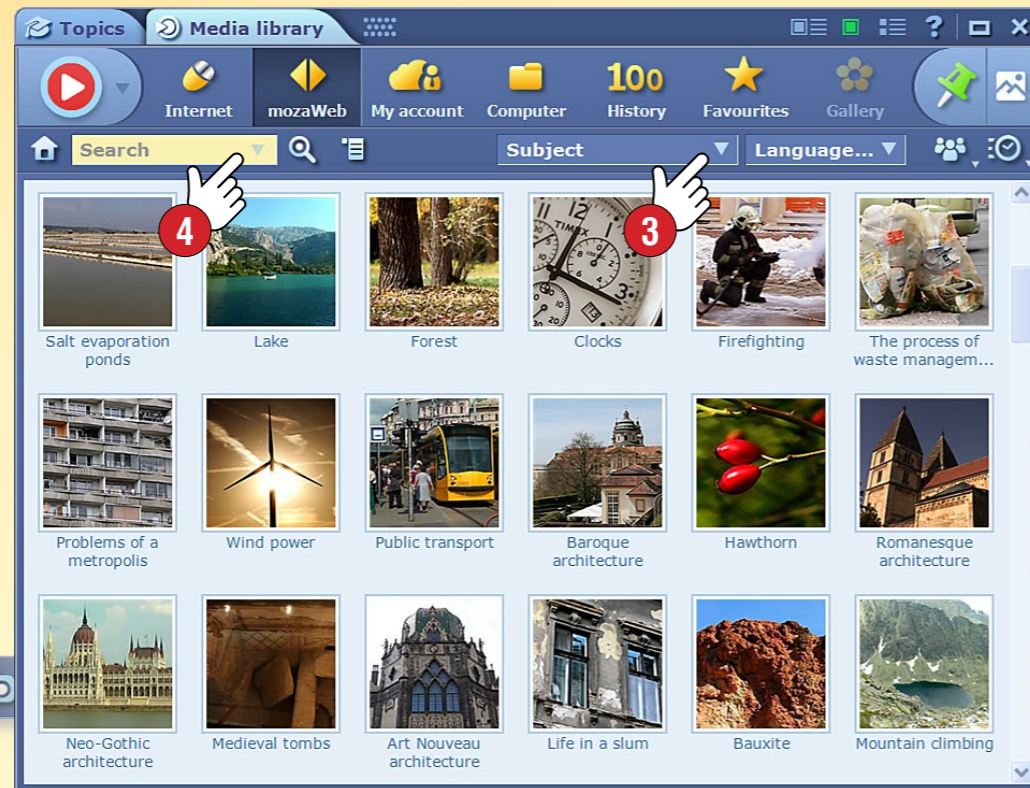 Topics Media library ?
Internet mozaWeb My account Computer 100 History Favourites Gallery
Search Subject Language...
4 3
TIMEX
Salt evaporation
ponds
Lake
Forest
Clocks
Firefighting
The process of
waste managem...
Problems of a
metropolis
Wind power
Public transport
Baroque
architecture
Hawthorn
Romanesque
architecture
Neo-Gothic
architecture
Medieval tombs
Art Nouveau
architecture
Life in a slum
Bauxite
Mountain climbing